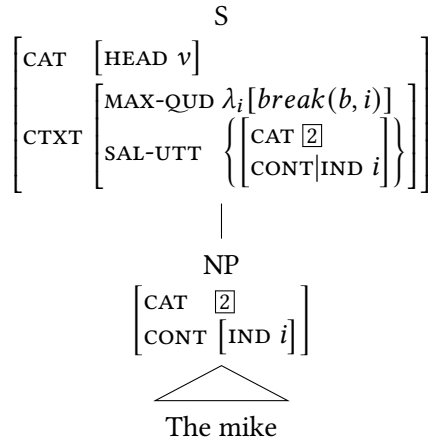 S
CAT [HEAD v]
CTXT [MAX-QUD λi[break(b, i)]
SAL-UTT {[CAT 2
CONT|IND i]}]
NP
[CAT 2
CONT [IND i]]
The mike